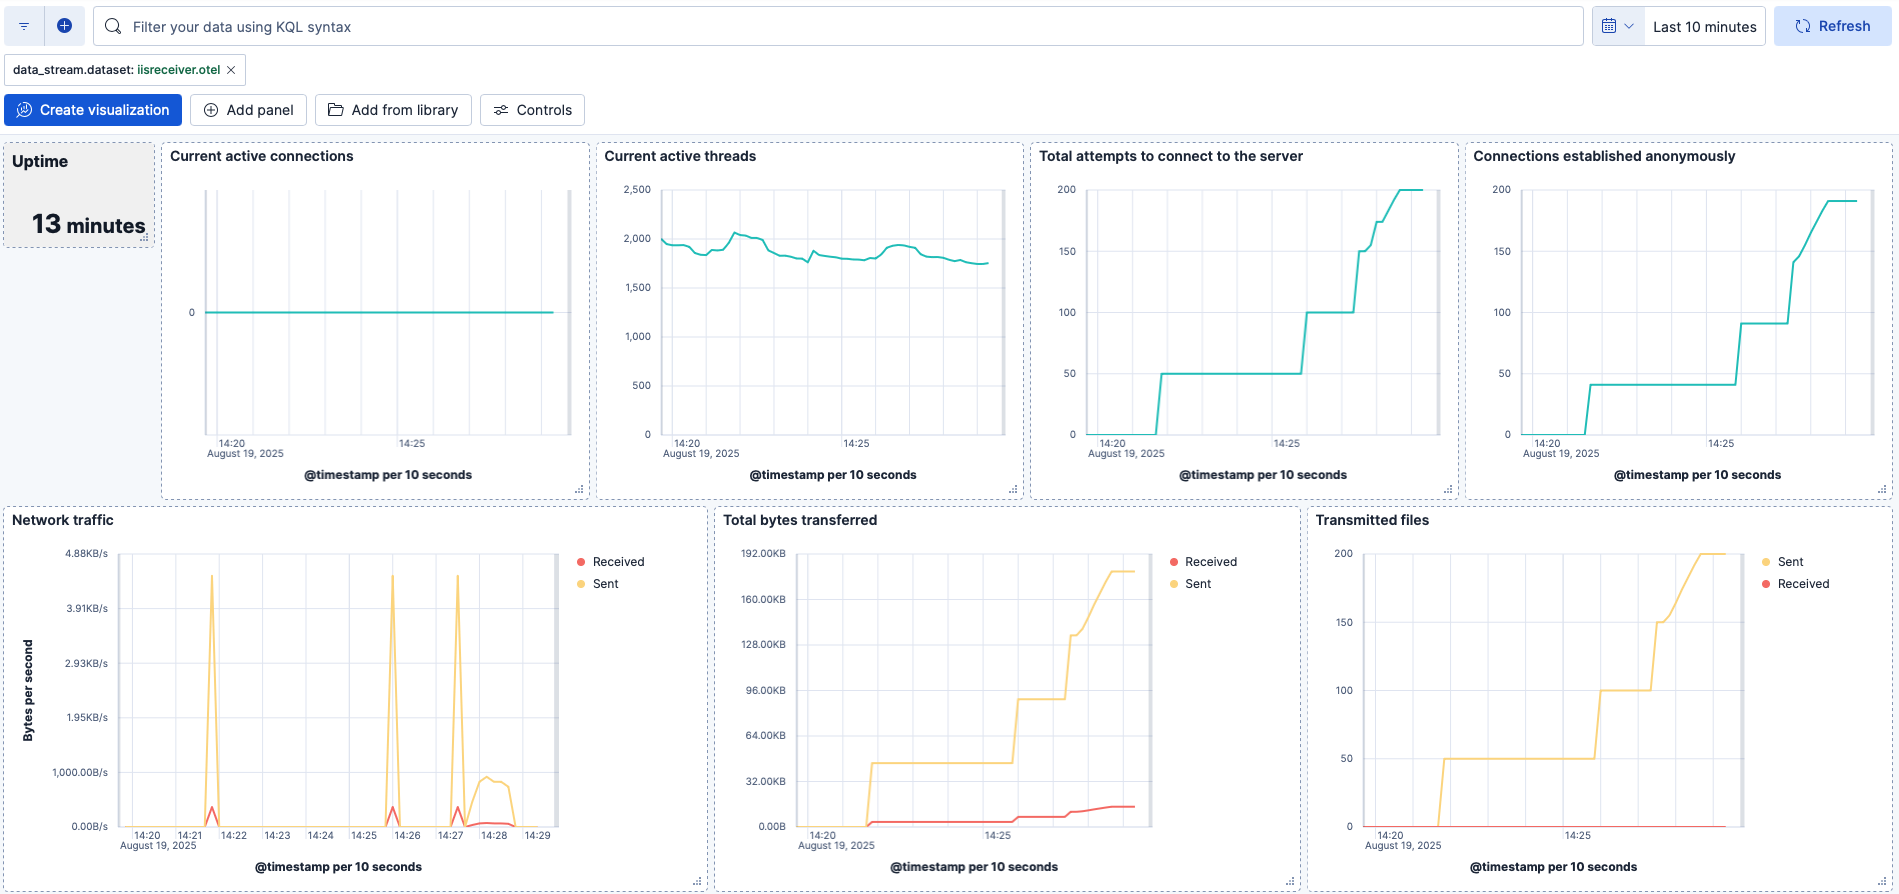 Filter your data using KQL syntax
Last 10 minutes
Refresh
data_stream.dataset: iisreceiver.otel
Create visualization
Add panel
Add from library
Controls
Uptime
13 minutes
Current active connections
0
14:20
14:25
August 19, 2025
@timestamp per 10 seconds
Current active threads
2,500
2,000
1,500
1,000
500
0
14:20
14:25
August 19, 2025
@timestamp per 10 seconds
Total attempts to connect to the server
200
150
100
50
0
14:20
14:25
August 19, 2025
@timestamp per 10 seconds
Connections established anonymously
200
150
100
50
0
14:20
14:25
August 19, 2025
@timestamp per 10 seconds
Network traffic
Bytes per second
4.88KB/s
3.91KB/s
2.93KB/s
1.95KB/s
1,000.00B/s
0.00B/s
14:20
14:21
14:22
14:23
14:24
14:25
14:26
14:27
14:28
14:29
August 19, 2025
@timestamp per 10 seconds
Received
Sent
Total bytes transferred
192.00KB
160.00KB
128.00KB
96.00KB
64.00KB
32.00KB
0.00B
14:20
14:25
August 19, 2025
@timestamp per 10 seconds
Received
Sent
Transmitted files
200
150
100
50
0
14:20
14:25
August 19, 2025
@timestamp per 10 seconds
Sent
Received